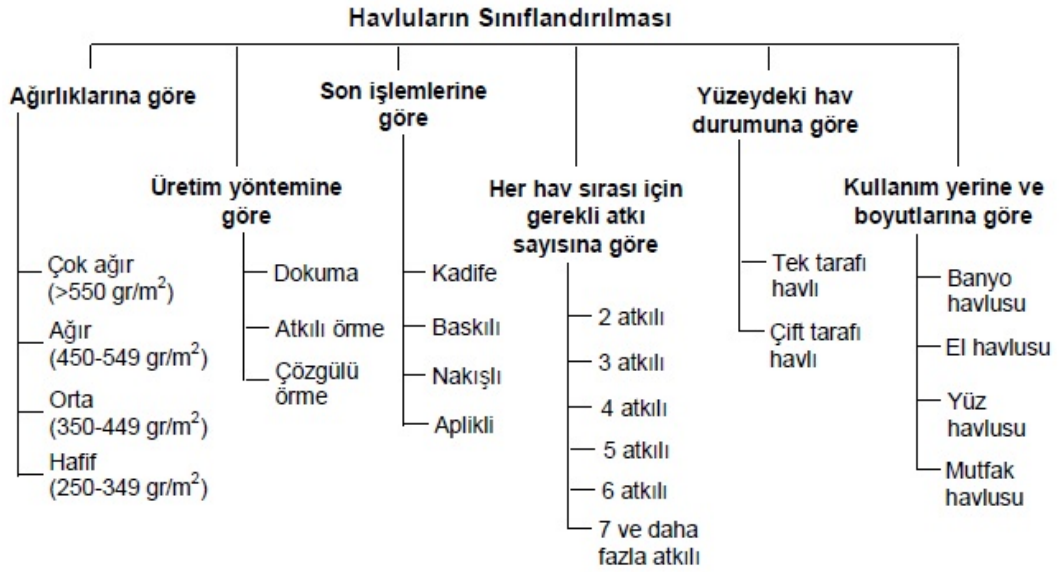 Havluların Sınıflandırılması
Ağırlıklarına göre
Çok ağır
(>550 gr/m²)
Ağır
(450-549 gr/m²)
Orta
(350-449 gr/m²)
Hafif
(250-349 gr/m²)
Üretim yöntemine
göre
Dokuma
Atkılı örme
Çözgülü
örme
Son işlemlerine
göre
Kadife
Baskılı
Nakışlı
Aplikli
Her hav sırası için
gerekli atkı
sayısına göre
2 atkılı
3 atkılı
4 atkılı
5 atkılı
6 atkılı
7 ve daha
fazla atkılı
Yüzeydeki hav
durumuna göre
Tek tarafı
havlı
Çift tarafı
havlı
Kullanım yerine ve
boyutlarına göre
Banyo
havlusu
El havlusu
Yüz
havlusu
Mutfak
havlusu